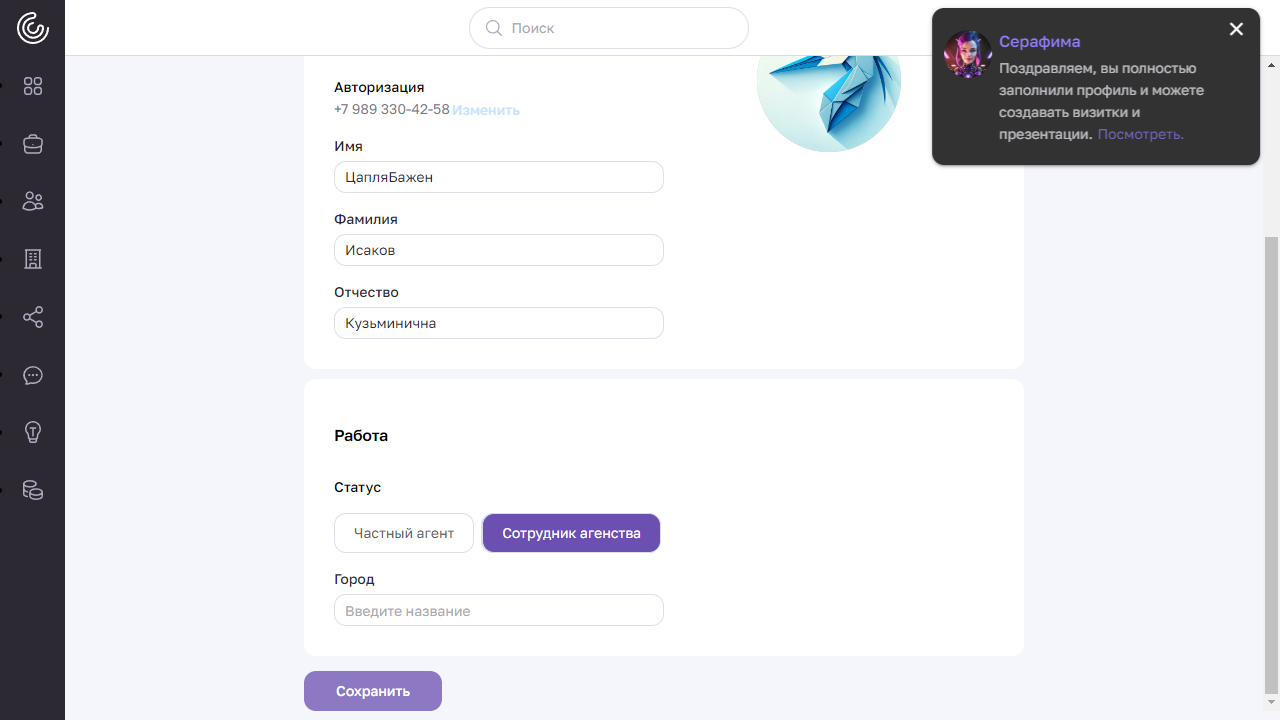 Поиск
Серафима
Поздравляем, вы полностью
заполнили профиль и можете
создавать визитки и
презентации. Посмотреть.
Авторизация
+7 989 330-42-58 Изменить
Имя
ЦапляБажен
Фамилия
Исаков
Отчество
Кузьминична
Работа
Статус
Частный агент
Сотрудник агенства
Город
Введите название
Сохранить